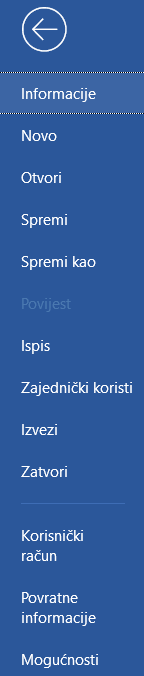 Informacije
Novo
Otvori
Spremi
Spremi kao
Povijest
Ispis
Zajednički koristi
Izvezi
Zatvori
Korisnički
račun
Povratne
informacije
Mogućnosti